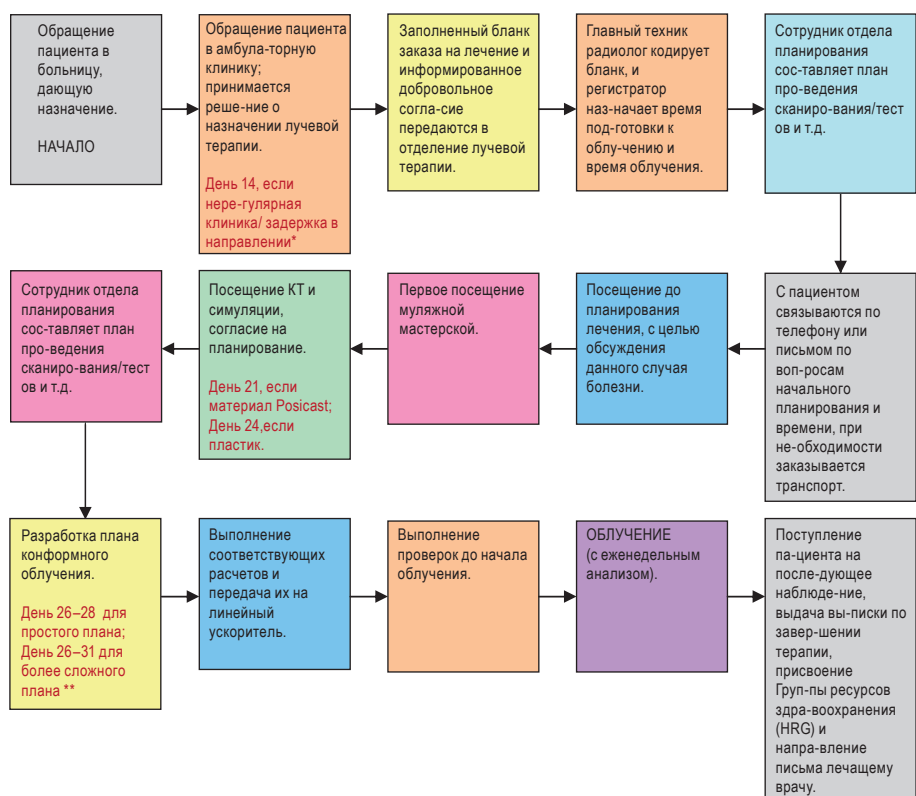 Обращение
пациента в
больницу,
дающую
назначение.
НАЧАЛО
Обращение пациента
в амбула-торную
клинику;
принимается
реше-ние о
назначении лучевой
терапии.
День 14, если
нере-гулярная
клиника/ задержка в
направлении*
Заполненный бланк
заказа на лечение и
информированное
добровольное
согла-сие
передаются в
отделение лучевой
терапии.
Главный техник
радиолог кодирует
бланк, и
регистратор
наз-начает время
под-готовки к
облу-чению и
время облучения.
Сотрудник отдела
планирования
сос-тавляет план
про-ведения
сканиро-вания/тест
ов и т.д.
С пациентом
связываются по
телефону или
письмом по
воп-росам
начального
планирования и
времени, при
не-обходимости
заказывается
транспорт.
Посещение до
планирования
лечения, с целью
обсуждения
данного случая
болезни.
Первое посещение
муляжной
мастерской.
Посещение КТ и
симуляции,
согласие на
планирование.
День 21, если
материал Posicast;
День 24,если
пластик.
Сотрудник отдела
планирования
сос-тавляет план
про-ведения
сканиро-вания/тест
ов и т.д.
Разработка плана
конформного
облучения.
День 26–28 для
простого плана;
День 26–31 для
более сложного
плана **
Выполнение
соответствующих
расчетов и
передача их на
линейный
ускоритель.
Выполнение
проверок до начала
облучения.
ОБЛУЧЕНИЕ
(с еженедельным
анализом).
Поступление
па-циента на
после-дующее
наблюде-ние,
выдача вы-писки по
завер-шении
терапии,
присвоение
Груп-пы ресурсов
здра-воохранения
(HRG) и
напра-вление
письма лечащему
врачу.